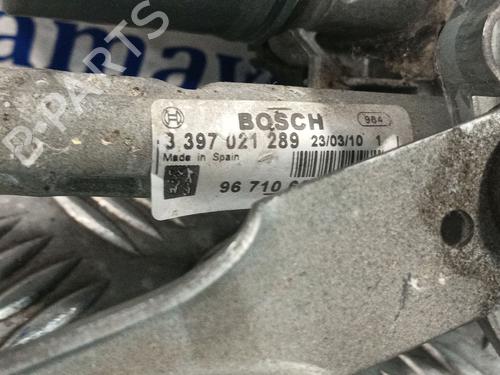 B-PARTS
BOSCH
984
3 397 021 289 23/03/10 1
Made in Spain
96 710